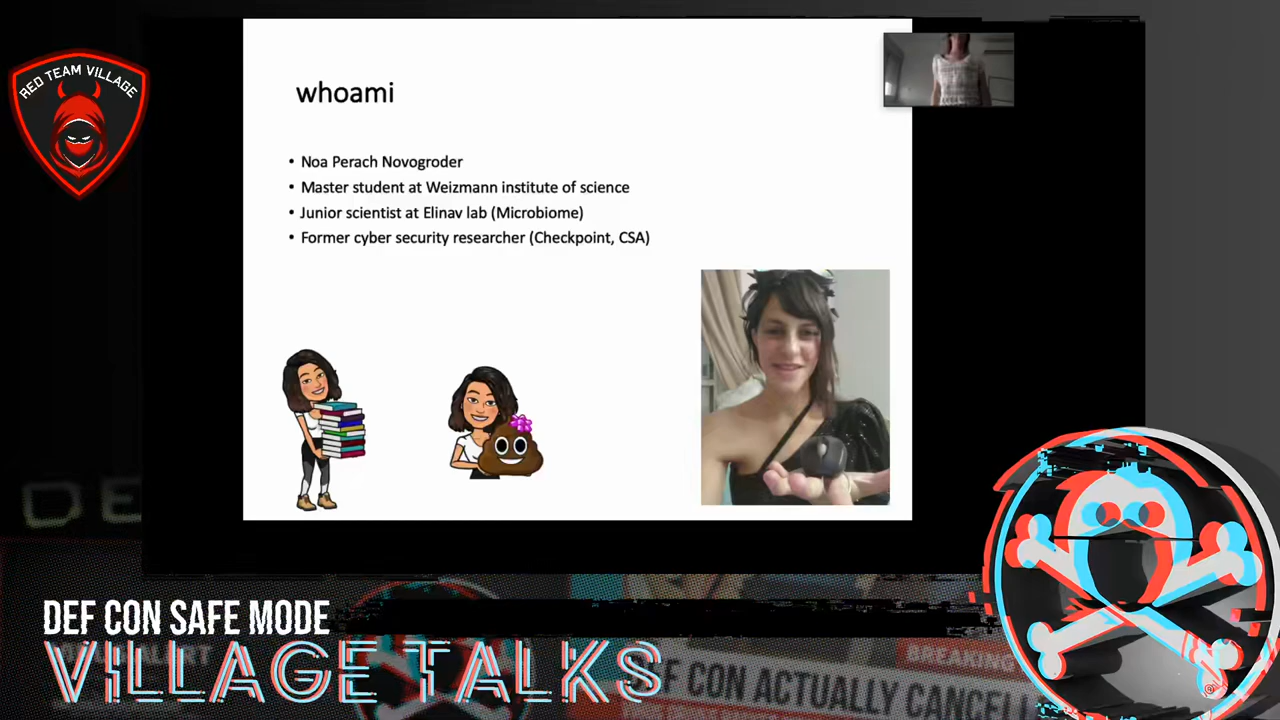 RED TEAM VILLAGE
whoami
• Noa Perach Novogroder
• Master student at Weizmann institute of science
• Junior scientist at Elinav lab (Microbiome)
• Former cyber security researcher (Checkpoint, CSA)
DEF CON SAFE MODE
VILLAGE TALKS
BREAKING
DEF CON ACTUALLY